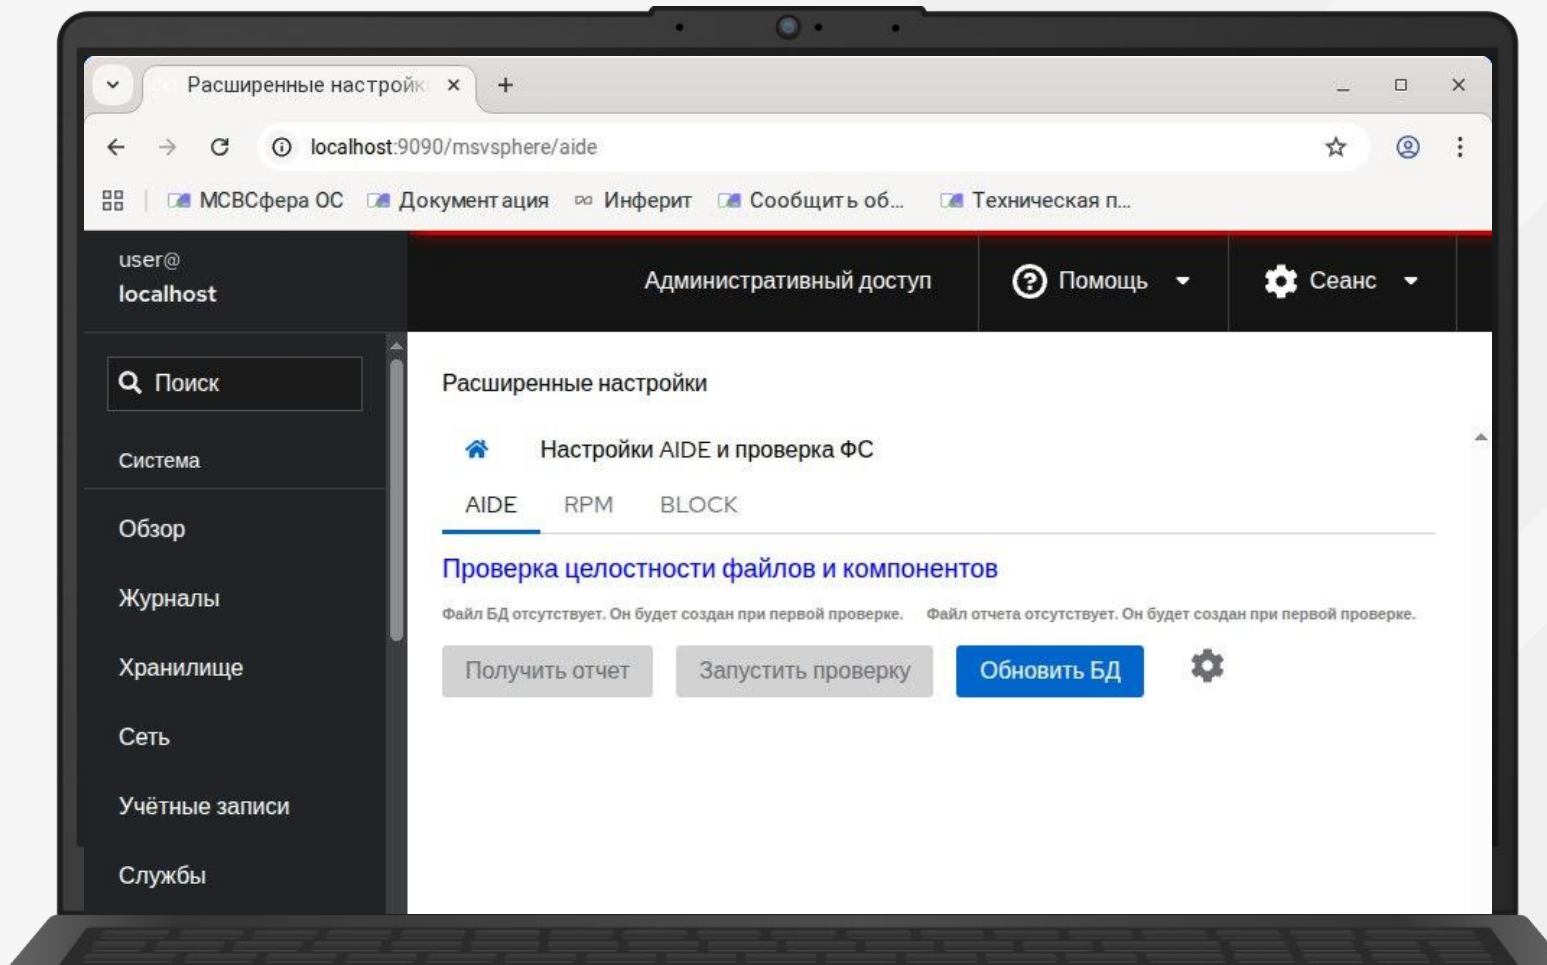 Расширенные настройк
localhost:9090/msvsphere/aide
МСВСфера ОС Документация Инферит Сообщить об... Техническая п...
user@
localhost
Административный доступ Помощь Сеанс
Поиск
Расширенные настройки
Настройки AIDE и проверка ФС
Система
AIDE RPM BLOCK
Обзор
Проверка целостности файлов и компонентов
Журналы
Файл БД отсутствует. Он будет создан при первой проверке. Файл отчета отсутствует. Он будет создан при первой проверке.
Хранилище
Получить отчет Запустить проверку Обновить БД
Сеть
Учётные записи
Службы